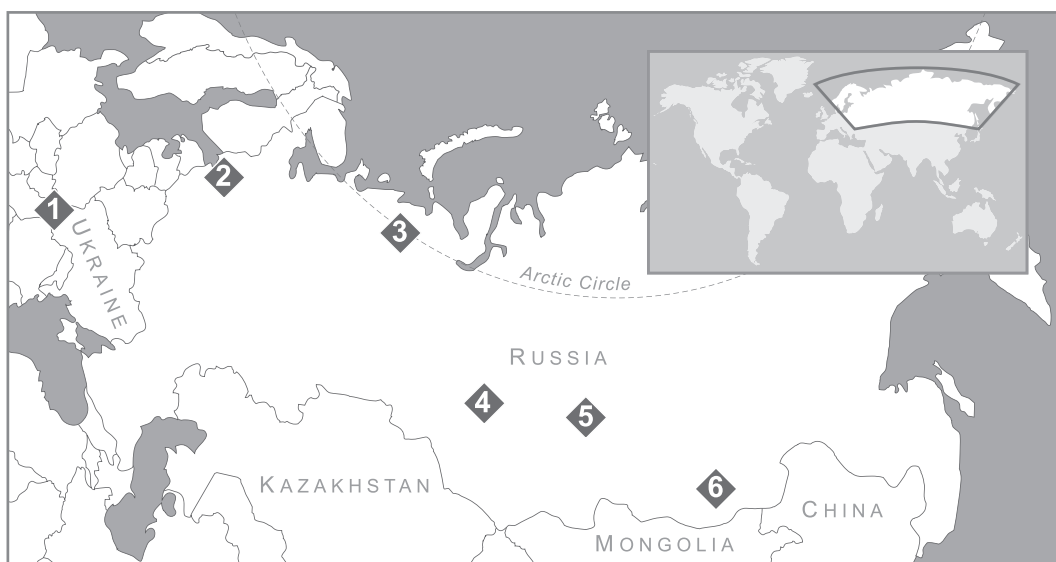 1
UKRAINE
2
3
Arctic Circle
RUSSIA
4
5
KAZAKHSTAN
6
CHINA
MONGOLIA